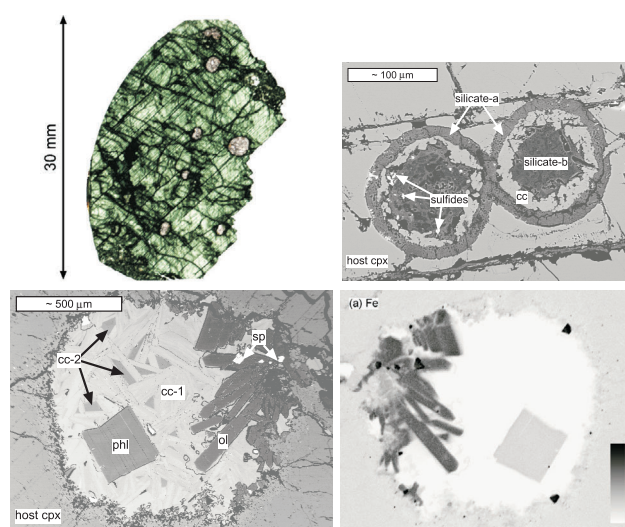 30 mm
~ 100 µm
silicate-a
silicate-b
cc
sulfides
host cpx
~ 500 µm
sp
cc-2
cc-1
phl
ol
host cpx
(a) Fe